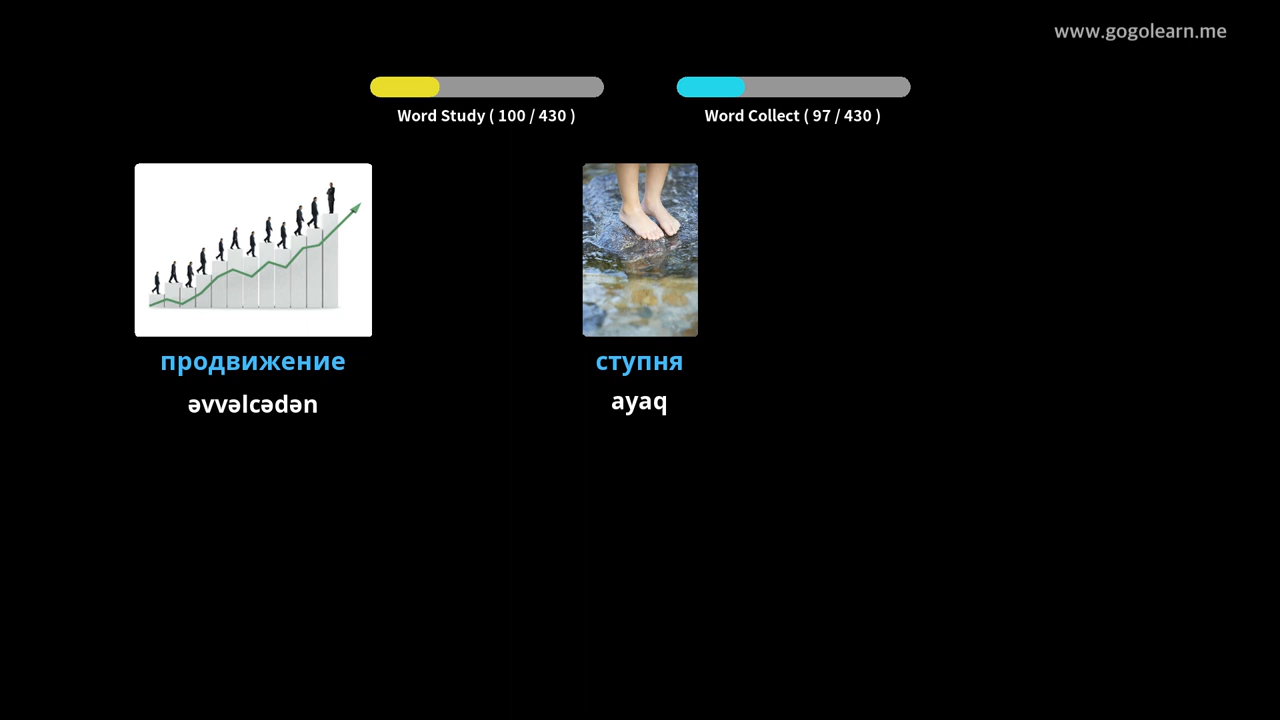 www.gogolearn.me
Word Study ( 100 / 430 )
Word Collect ( 97 / 430 )
продвижение
ступня
əvvəlcədən
ayaq